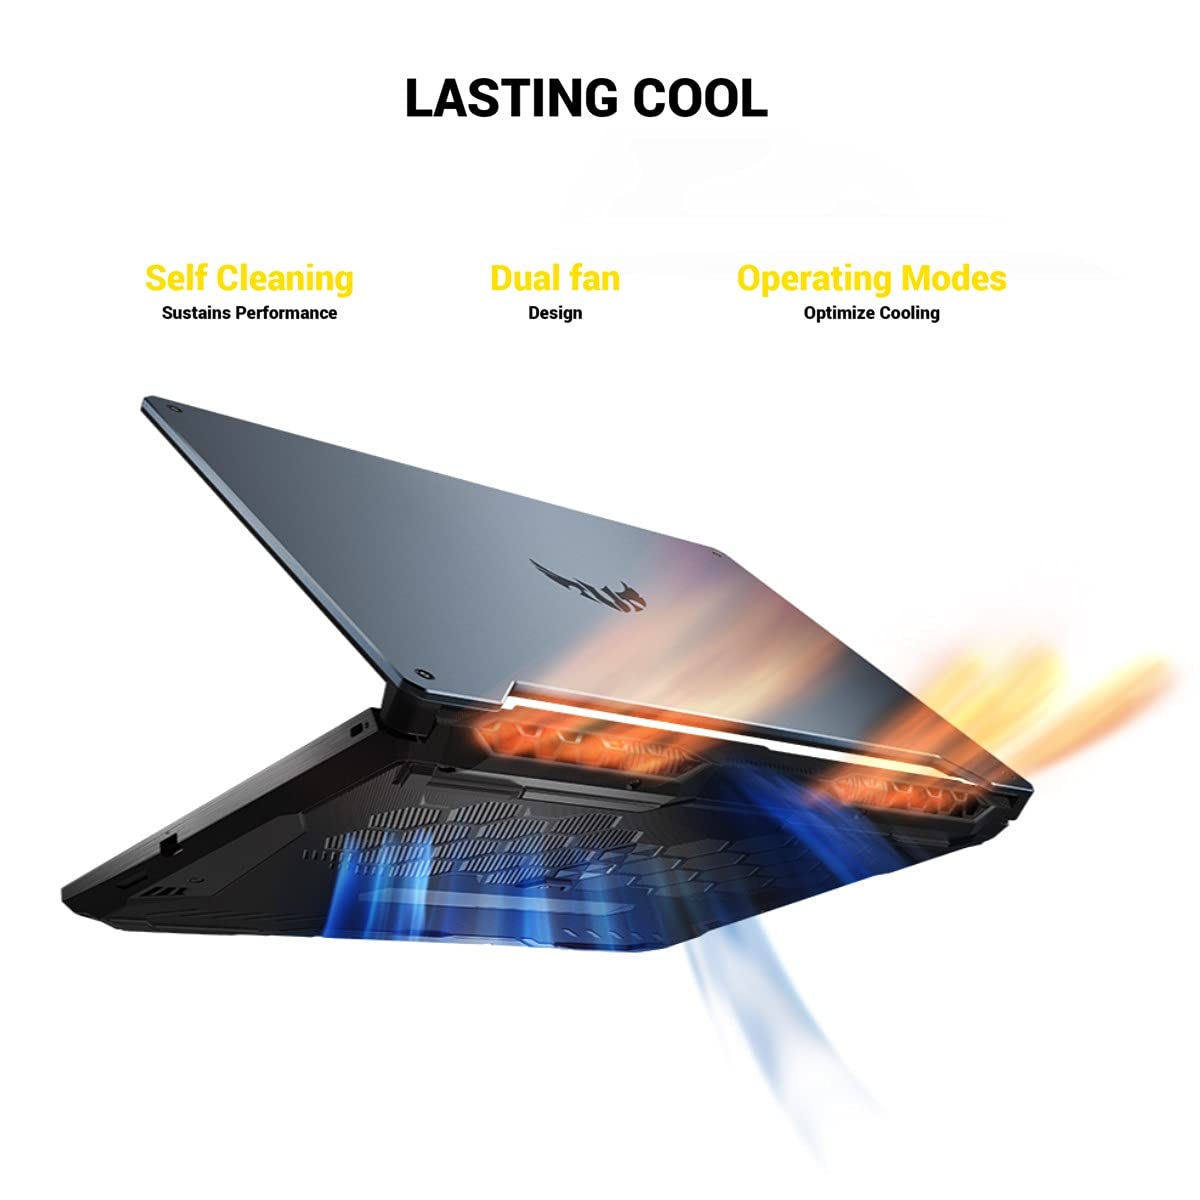 LASTING COOL
Self Cleaning
Sustains Performance
Dual fan
Design
Operating Modes
Optimize Cooling